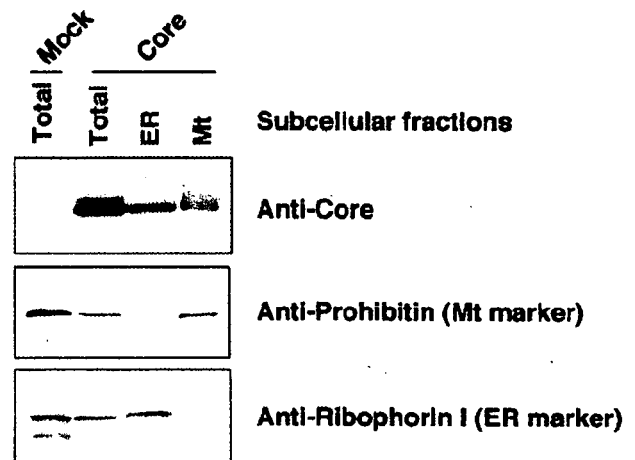 Mock Core
Total Total ER Mt Subcellular fractions
Anti-Core
Anti-Prohibitin (Mt marker)
Anti-Ribophorin I (ER marker)